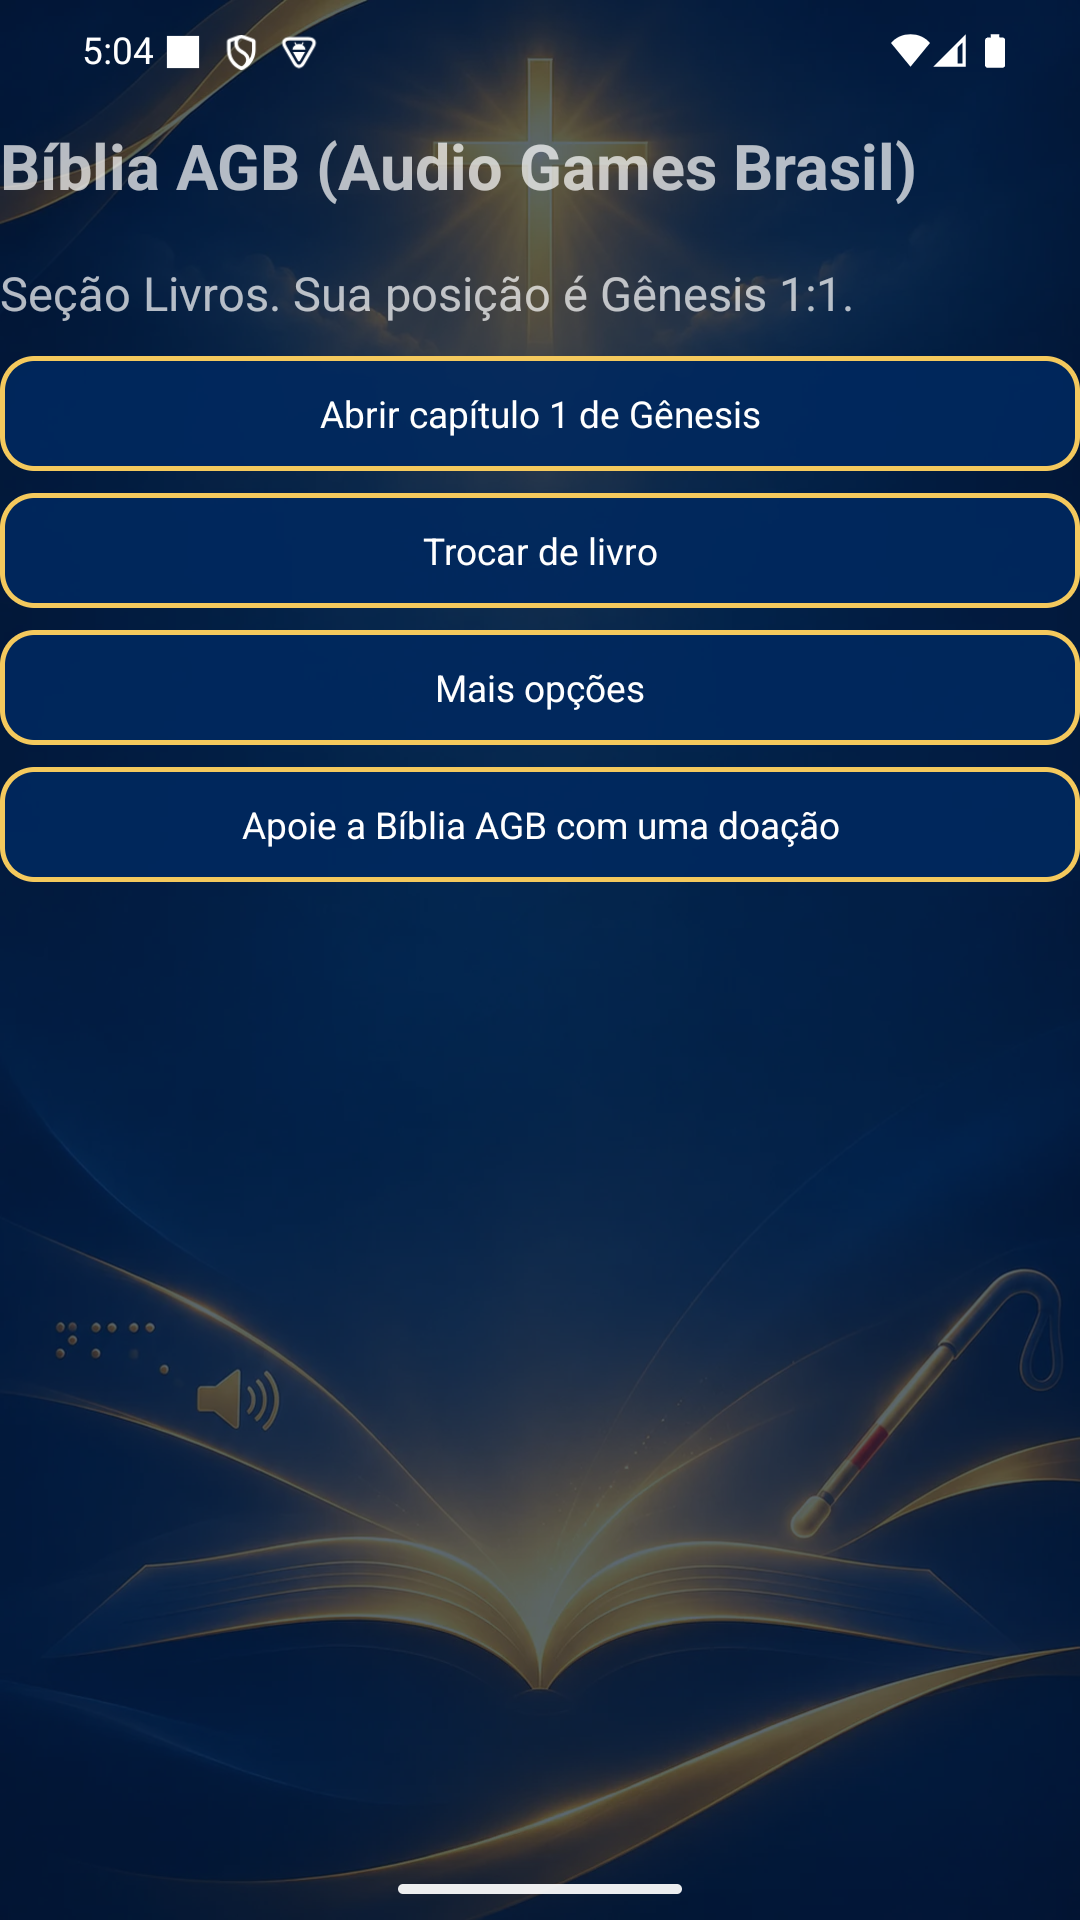 5:04
Bíblia AGB (Audio Games Brasil)
Seção Livros. Sua posição é Gênesis 1:1.
Abrir capítulo 1 de Gênesis
Trocar de livro
Mais opções
Apoie a Bíblia AGB com uma doação